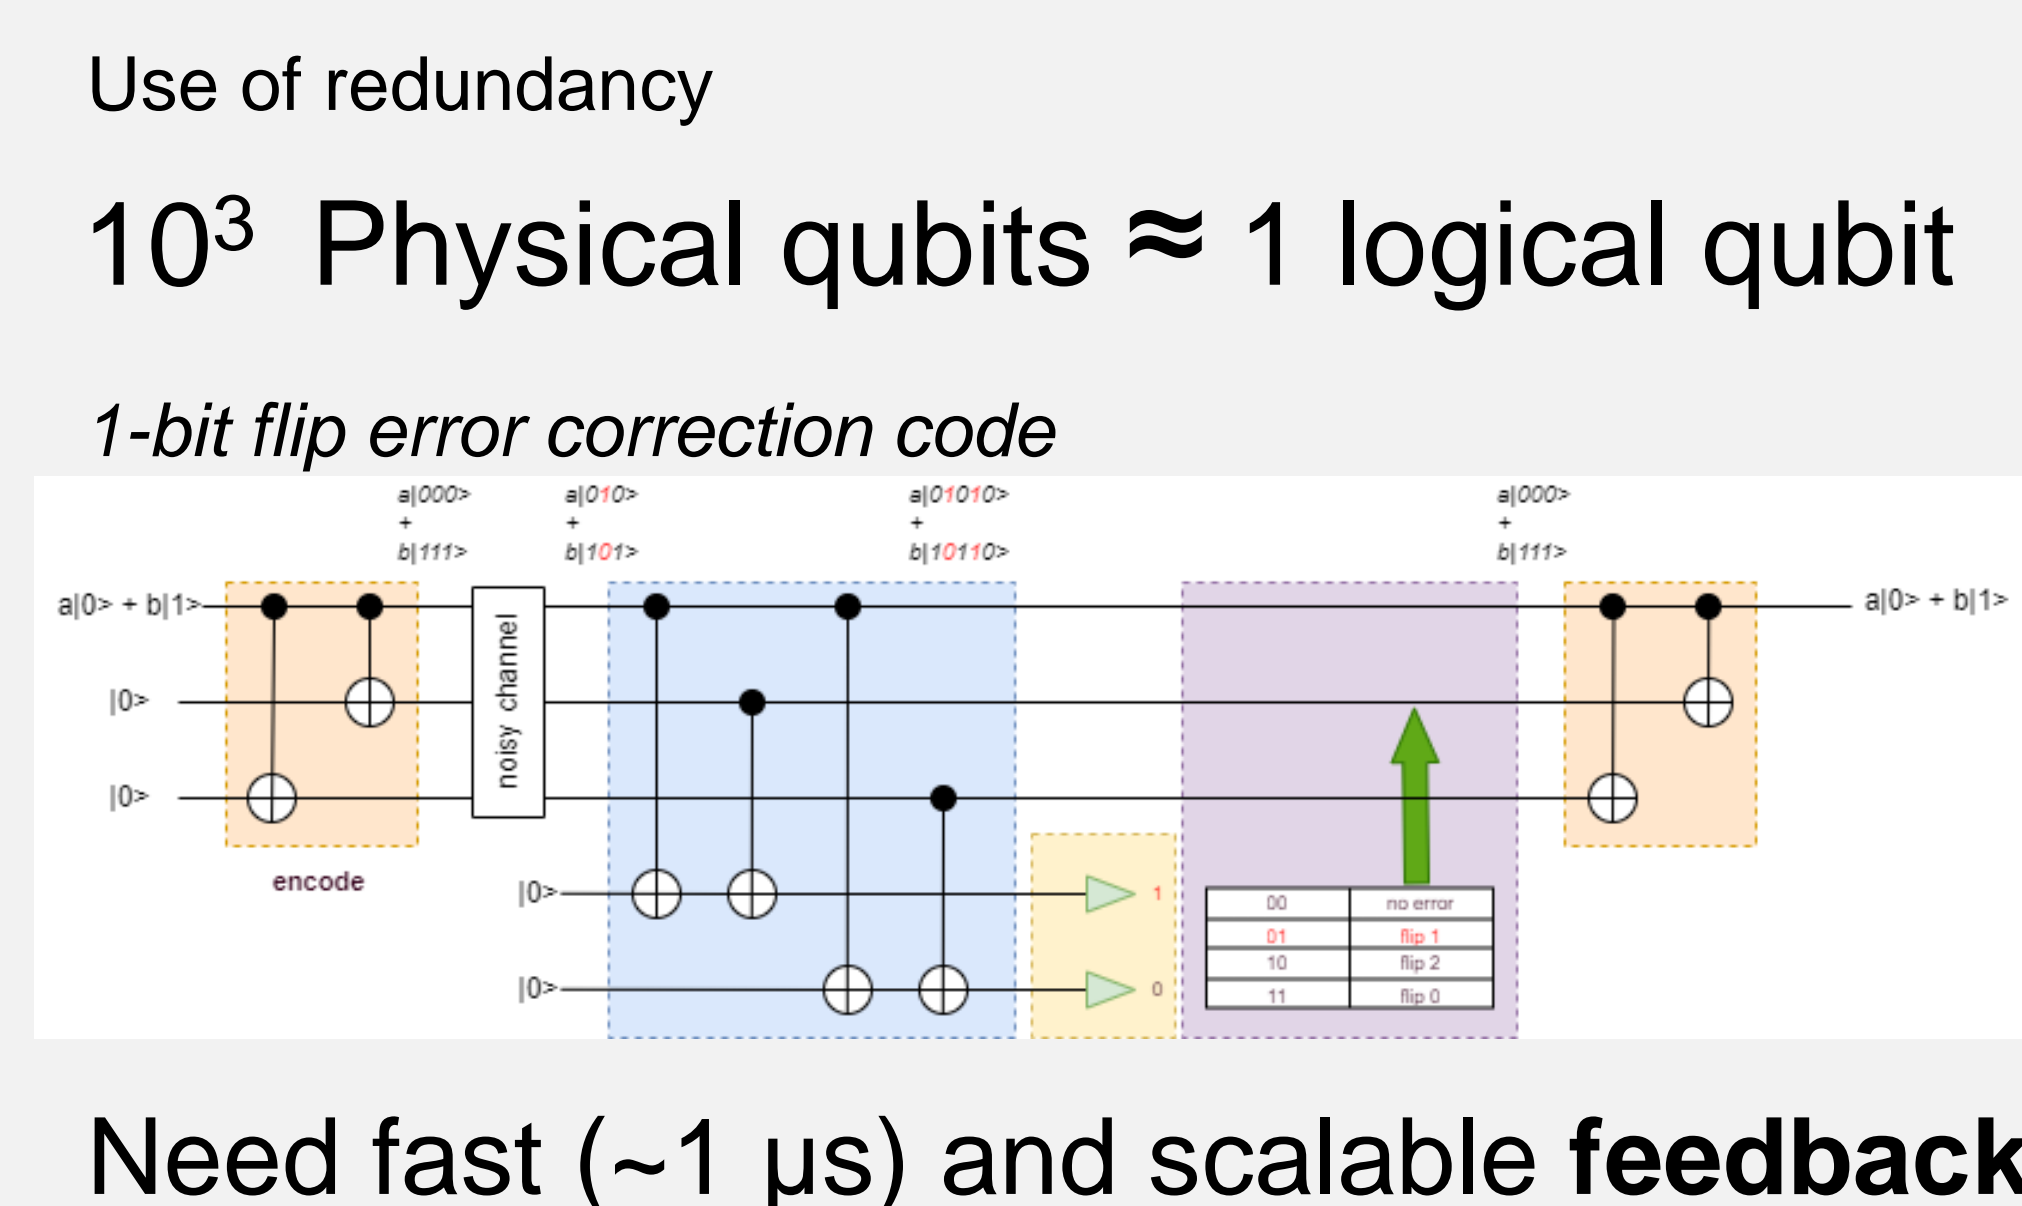 Use of redundancy
10³ Physical qubits ≈ 1 logical qubit
1-bit flip error correction code
a|000> a|010> a|01010> a|000>
+ + + +
b|111> b|101> b|10110> b|111>
a|0> + b|1> a|0> + b|1>
noisy channel
|0>
|0>
encode
|0> 1
00 no error
01 flip 1
10 flip 2
|0> 0
11 flip 0
Need fast (~1 µs) and scalable feedback